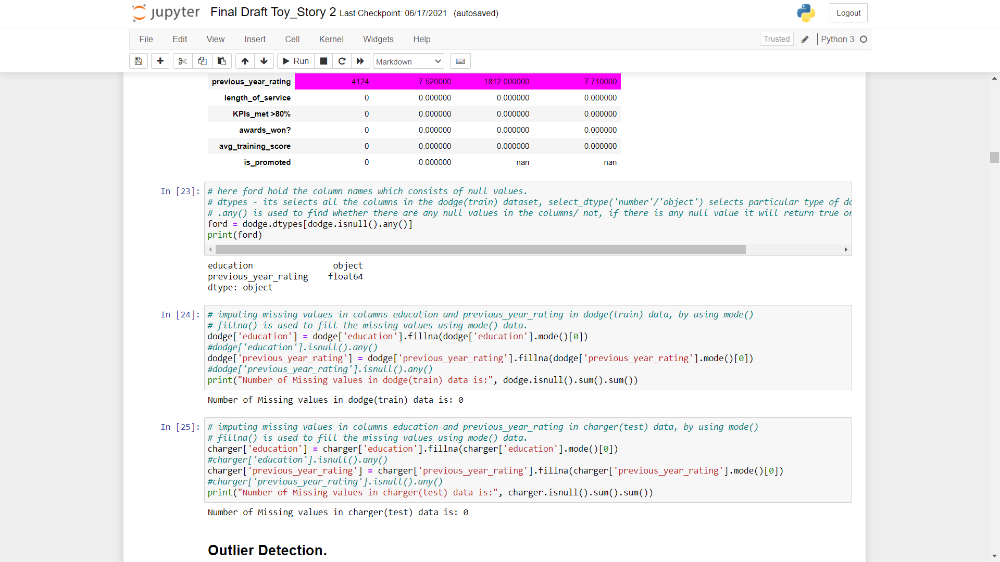 jupyter Final Draft Toy_Story 2 Last Checkpoint: 06/17/2021 (autosaved) Logout
File Edit View Insert Cell Kernel Widgets Help Trusted Python 3
Run Markdown
previous_year_rating 4124 7.520000 1812.000000 7.710000
length_of_service 0 0.000000 0.000000 0.000000
KPIs_met >80% 0 0.000000 0.000000 0.000000
awards_won? 0 0.000000 0.000000 0.000000
avg_training_score 0 0.000000 0.000000 0.000000
is_promoted 0 0.000000 nan nan
In [23]: # here ford hold the column names which consists of null values.
# dtypes - its selects all the columns in the dodge(train) dataset, select_dtype('number'/'object') selects particular type of
# .any() is used to find whether there are any null values in the columns/ not, if there is any null value it will return true
ford = dodge.dtypes[dodge.isnull().any()]
print(ford)
education object
previous_year_rating float64
dtype: object
In [24]: # imputing missing values in columns education and previous_year_rating in dodge(train) data, by using mode()
# fillna() is used to fill the missing values using mode() data.
dodge['education'] = dodge['education'].fillna(dodge['education'].mode()[0])
#dodge['education'].isnull().any()
dodge['previous_year_rating'] = dodge['previous_year_rating'].fillna(dodge['previous_year_rating'].mode()[0])
#dodge['previous_year_rating'].isnull().any()
print("Number of Missing values in dodge(train) data is:", dodge.isnull().sum().sum())
Number of Missing values in dodge(train) data is: 0
In [25]: # imputing missing values in columns education and previous_year_rating in charger(test) data, by using mode()
# fillna() is used to fill the missing values using mode() data.
charger['education'] = charger['education'].fillna(charger['education'].mode()[0])
#charger['education'].isnull().any()
charger['previous_year_rating'] = charger['previous_year_rating'].fillna(charger['previous_year_rating'].mode()[0])
#charger['previous_year_rating'].isnull().any()
print("Number of Missing values in charger(test) data is:", charger.isnull().sum().sum())
Number of Missing values in charger(test) data is: 0
Outlier Detection.